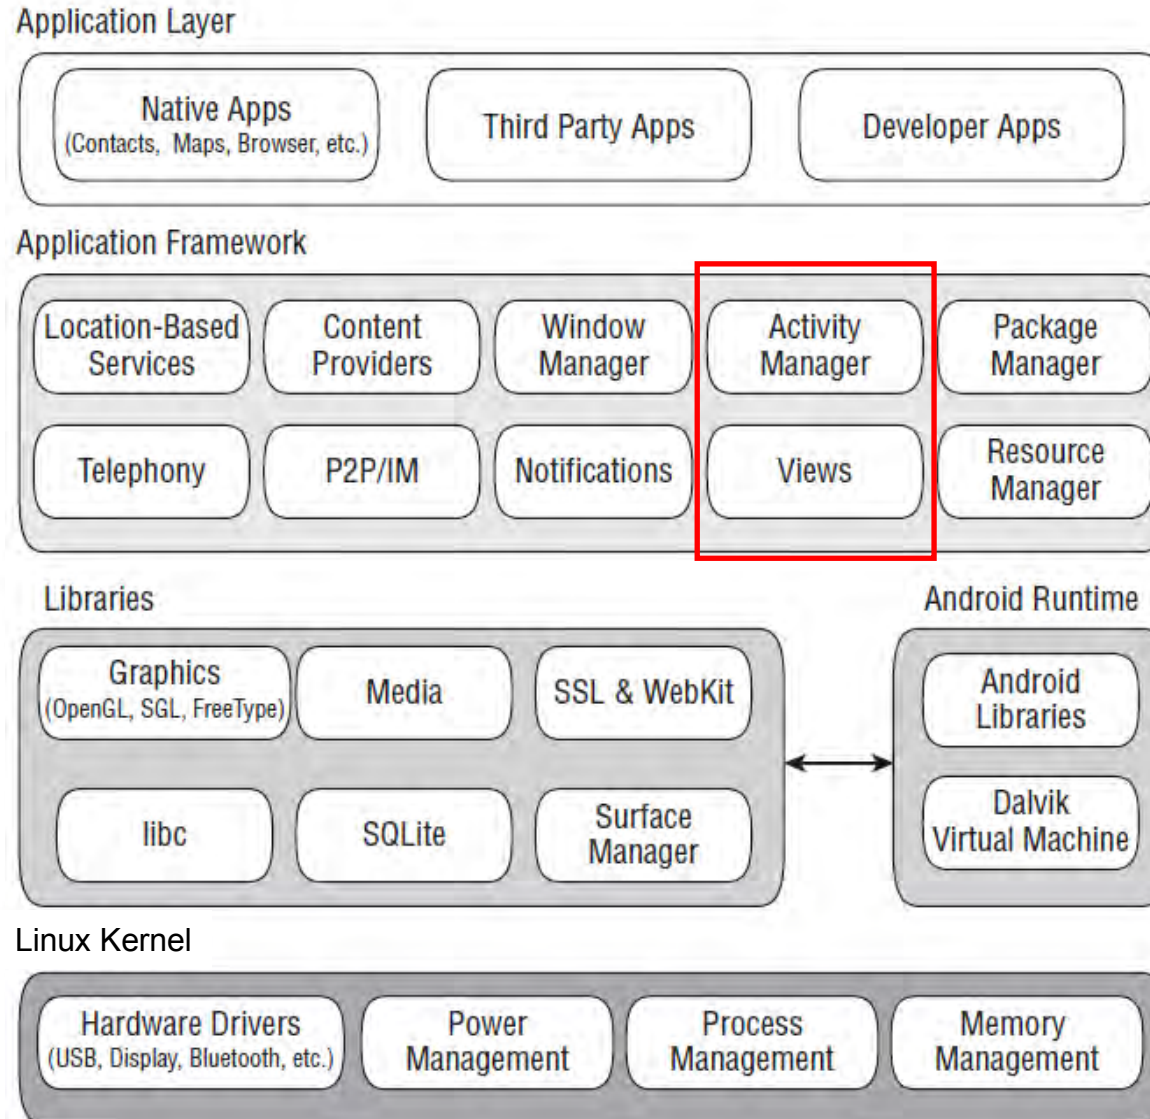 Application Layer
Native Apps
(Contacts, Maps, Browser, etc.)
Third Party Apps
Developer Apps
Application Framework
Location-Based
Services
Content
Providers
Window
Manager
Activity
Manager
Package
Manager
Telephony
P2P/IM
Notifications
Views
Resource
Manager
Libraries
Graphics
(OpenGL, SGL, FreeType)
Media
SSL & WebKit
libc
SQLite
Surface
Manager
Android Runtime
Android
Libraries
Dalvik
Virtual Machine
Linux Kernel
Hardware Drivers
(USB, Display, Bluetooth, etc.)
Power
Management
Process
Management
Memory
Management